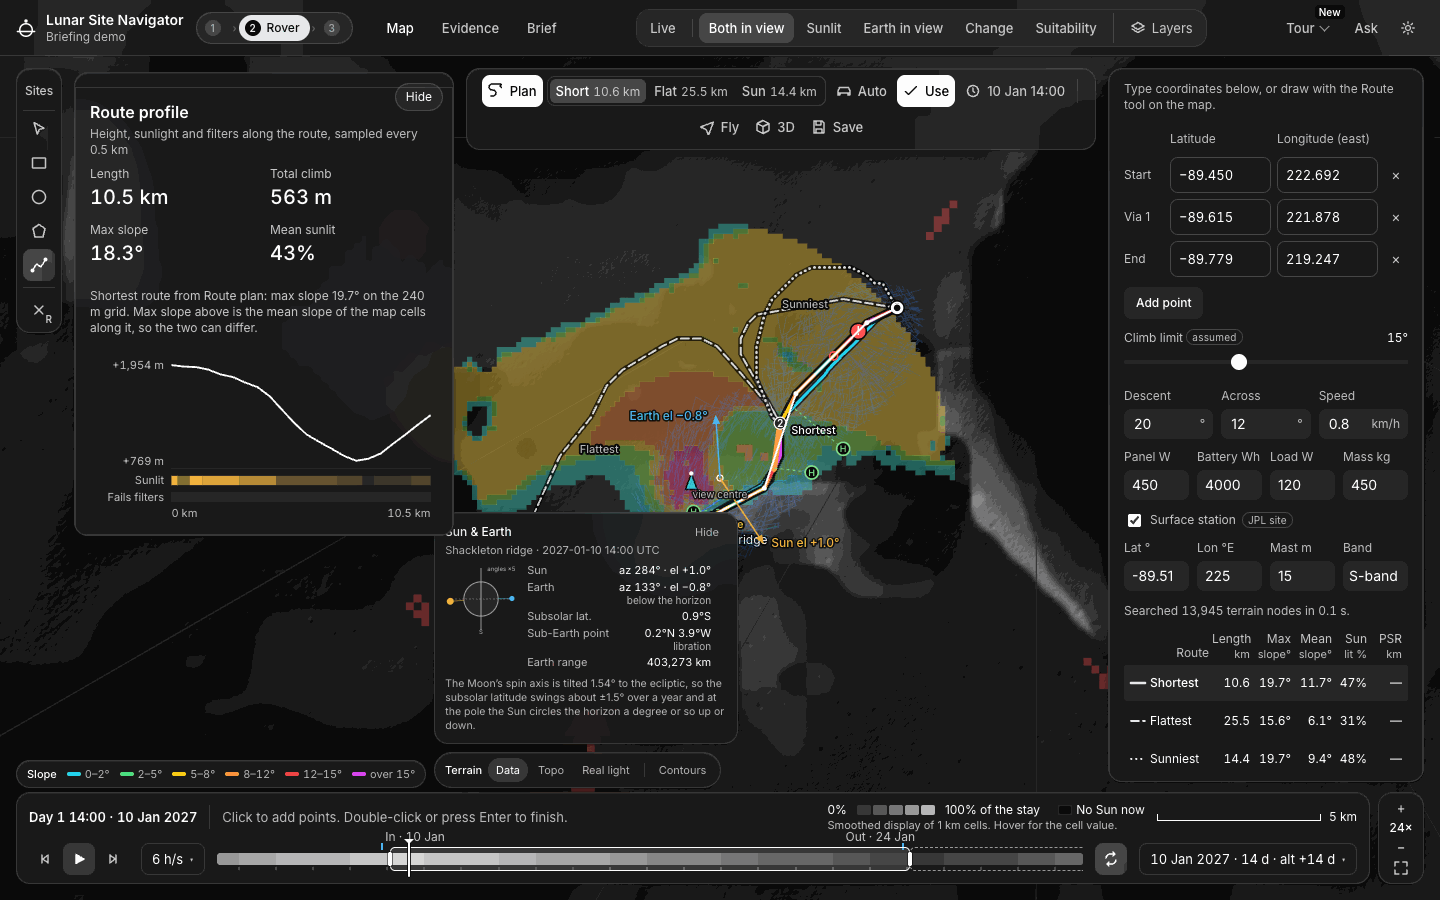 Lunar Site Navigator
Briefing demo
1 › 2 Rover › 3
Map Evidence Brief
Live Both in view Sunlit Earth in view Change Suitability Layers
New
Tour Ask
Sites
R
Hide
Route profile
Height, sunlight and filters along the route, sampled every
0.5 km
Length Total climb
10.5 km 563 m
Max slope Mean sunlit
18.3° 43%
Shortest route from Route plan: max slope 19.7° on the 240
m grid. Max slope above is the mean slope of the map cells
along it, so the two can differ.
+1,954 m
+769 m
Sunlit
Fails filters
0 km 10.5 km
Plan Short 10.6 km Flat 25.5 km Sun 14.4 km Auto Use 10 Jan 14:00
Fly 3D Save
Sunniest
Earth el −0.8°
2
Shortest
Flattest
H
H
view centre
ridge
Sun el +1.0°
Sun & Earth Hide
Shackleton ridge · 2027-01-10 14:00 UTC
angles ×5
S
Sun az 284° · el +1.0°
Earth az 133° · el −0.8°
below the horizon
Subsolar lat. 0.9°S
Sub-Earth point 0.2°N 3.9°W
libration
Earth range 403,273 km
The Moon's spin axis is tilted 1.54° to the ecliptic, so the
subsolar latitude swings about ±1.5° over a year and at
the pole the Sun circles the horizon a degree or so up or
down.
Type coordinates below, or draw with the Route
tool on the map.
Latitude Longitude (east)
Start −89.450 222.692 ×
Via 1 −89.615 221.878 ×
End −89.779 219.247 ×
Add point
Climb limit assumed 15°
Descent Across Speed
20 ° 12 ° 0.8 km/h
Panel W Battery Wh Load W Mass kg
450 4000 120 450
Surface station JPL site
Lat ° Lon °E Mast m Band
-89.51 225 15 S-band
Searched 13,945 terrain nodes in 0.1 s.
Length Max Mean Sun PSR
Route km slope° slope° lit % km
Shortest 10.6 19.7° 11.7° 47% —
Flattest 25.5 15.6° 6.1° 31% —
Sunniest 14.4 19.7° 9.4° 48% —
Slope 0–2° 2–5° 5–8° 8–12° 12–15° over 15°
Terrain Data Topo Real light Contours
Day 1 14:00 · 10 Jan 2027 Click to add points. Double-click or press Enter to finish.
0% 100% of the stay No Sun now
Smoothed display of 1 km cells. Hover for the cell value.
5 km
In · 10 Jan Out · 24 Jan
6 h/s
10 Jan 2027 · 14 d · alt +14 d
+
24×
−